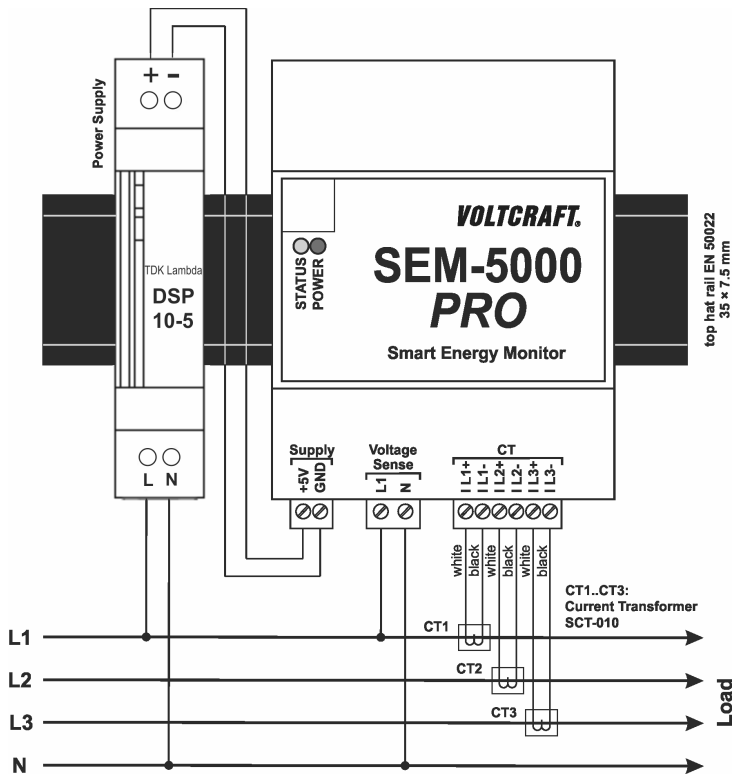 + -
Power Supply
TDK Lambda
DSP
10-5
L N
VOLTCRAFT®
STATUS
POWER
SEM-5000
PRO
Smart Energy Monitor
top hat rail EN 50022
35 × 7.5 mm
Supply
+5V
GND
Voltage
Sense
L1
N
CT
I L1+
I L1-
I L2+
I L2-
I L3+
I L3-
white
black
white
black
white
black
CT1..CT3:
Current Transformer
SCT-010
CT1
L1
CT2
L2
CT3
L3
Load
N